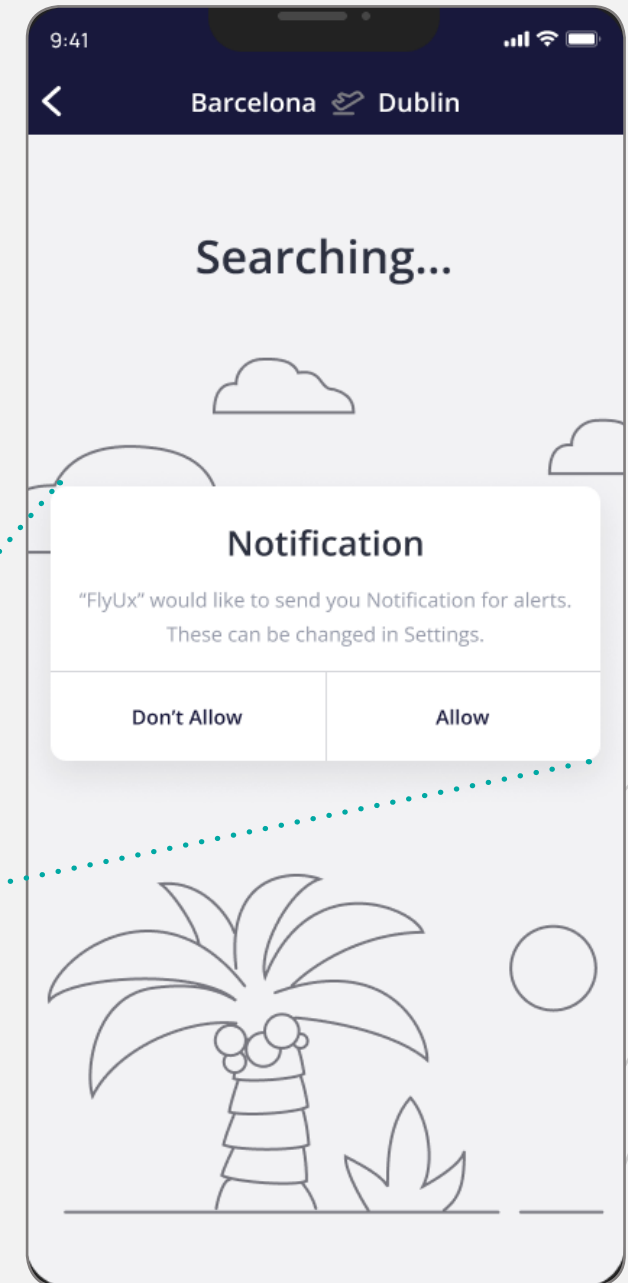 9:41
Barcelona Dublin
Searching...
Notification
“FlyUx” would like to send you Notification for alerts.
These can be changed in Settings.
Don’t Allow Allow